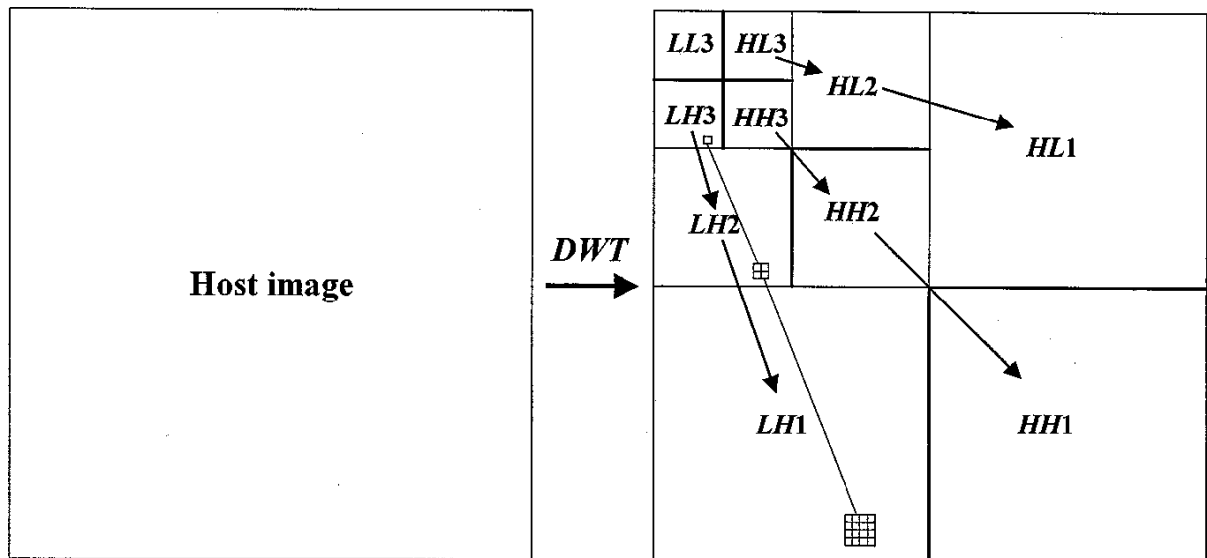 Host image
DWT
LL3
HL3
HL2
HL1
LH3
HH3
LH2
HH2
LH1
HH1